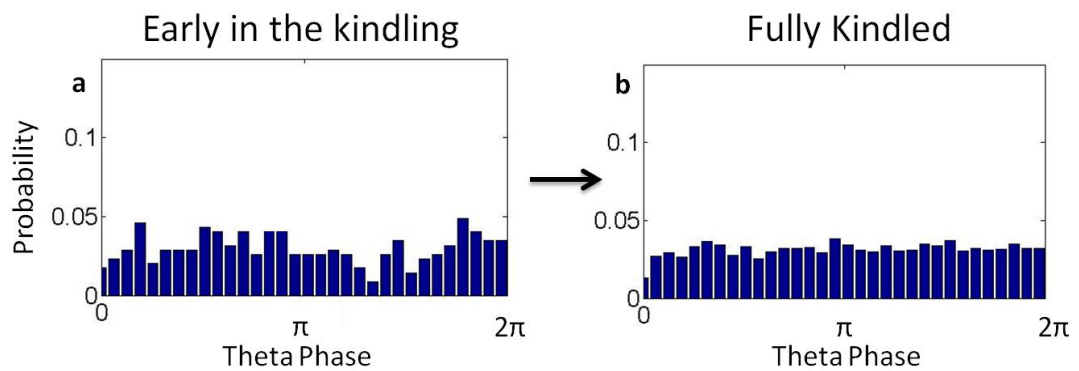 Early in the kindling
Fully Kindled
a
Probability
0.1
0.05
0
0
π
2π
Theta Phase
b
0.1
0.05
0
0
π
2π
Theta Phase